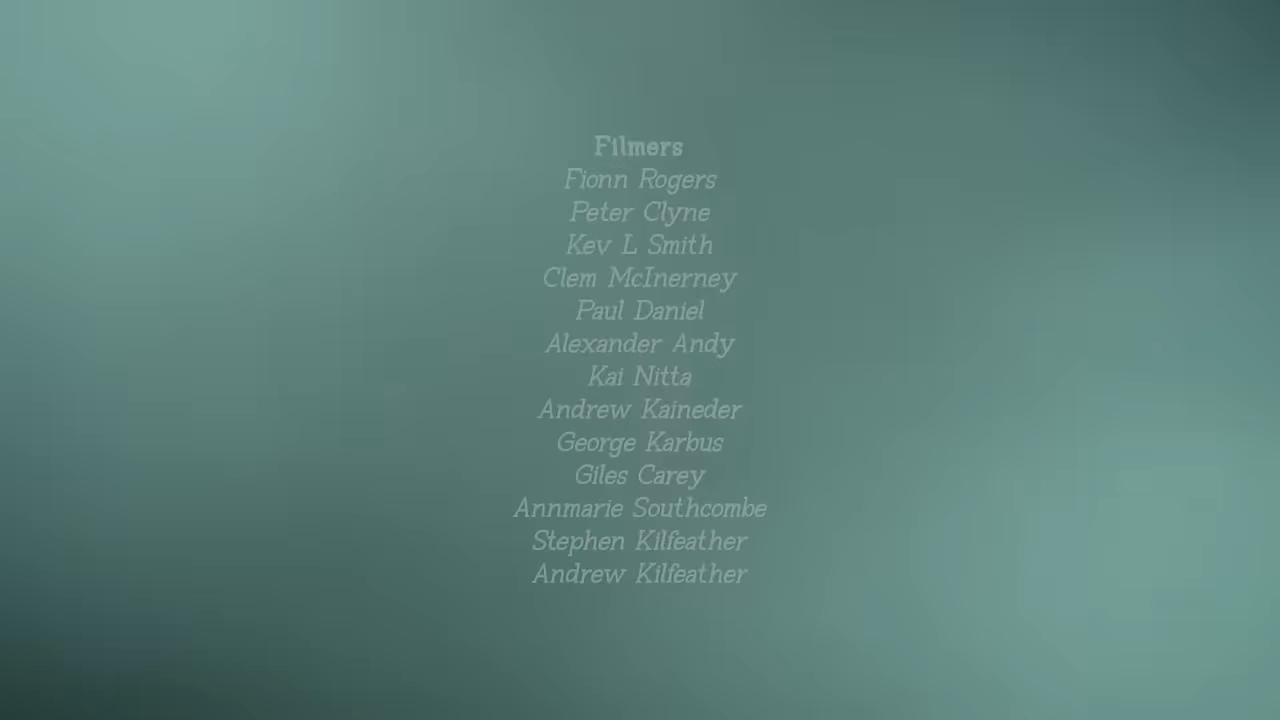 Filmers
Fionn Rogers
Peter Clyne
Kev L Smith
Clem McInerney
Paul Daniel
Alexander Andy
Kai Nitta
Andrew Kaineder
George Karbus
Giles Carey
Annmarie Southcombe
Stephen Kilfeather
Andrew Kilfeather